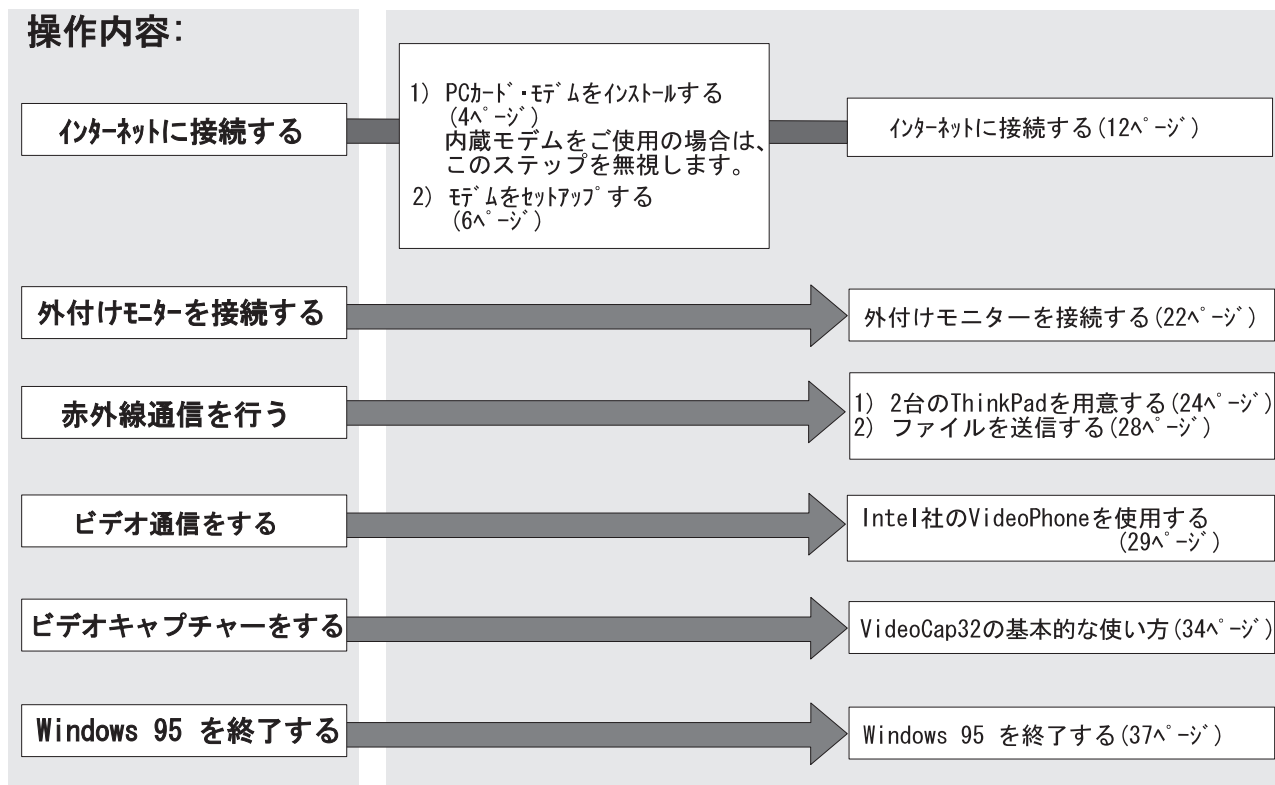 操作内容:
インターネットに接続する
1) PCカード・モデムをインストールする
(4ページ)
内蔵モデムをご使用の場合は、
このステップを無視します。
2) モデムをセットアップする
(6ページ)
インターネットに接続する(12ページ)
外付けモニターを接続する
外付けモニターを接続する(22ページ)
赤外線通信を行う
1) 2台のThinkPadを用意する(24ページ)
2) ファイルを送信する(28ページ)
ビデオ通信をする
Intel社のVideoPhoneを使用する
(29ページ)
ビデオキャプチャーをする
VideoCap32の基本的な使い方(34ページ)
Windows 95 を終了する
Windows 95 を終了する(37ページ)